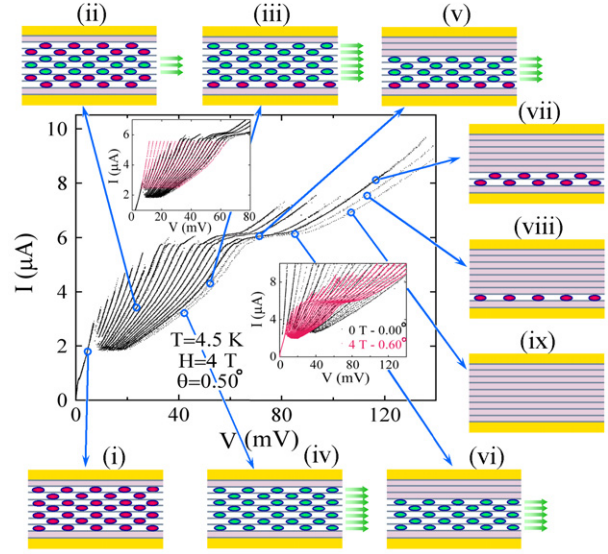 (ii)
(iii)
(v)
(vii)
(viii)
(ix)
10
8
6
4
2
0
I (μA)
0
40
80
120
V (mV)
T=4.5 K
H=4 T
θ=0.50°
6
4
2
I (μA)
0
20
40
60
80
V (mV)
8
4
0
I (μA)
0
40
80
120
V (mV)
0 T - 0.00°
4 T - 0.60°
(i)
(iv)
(vi)